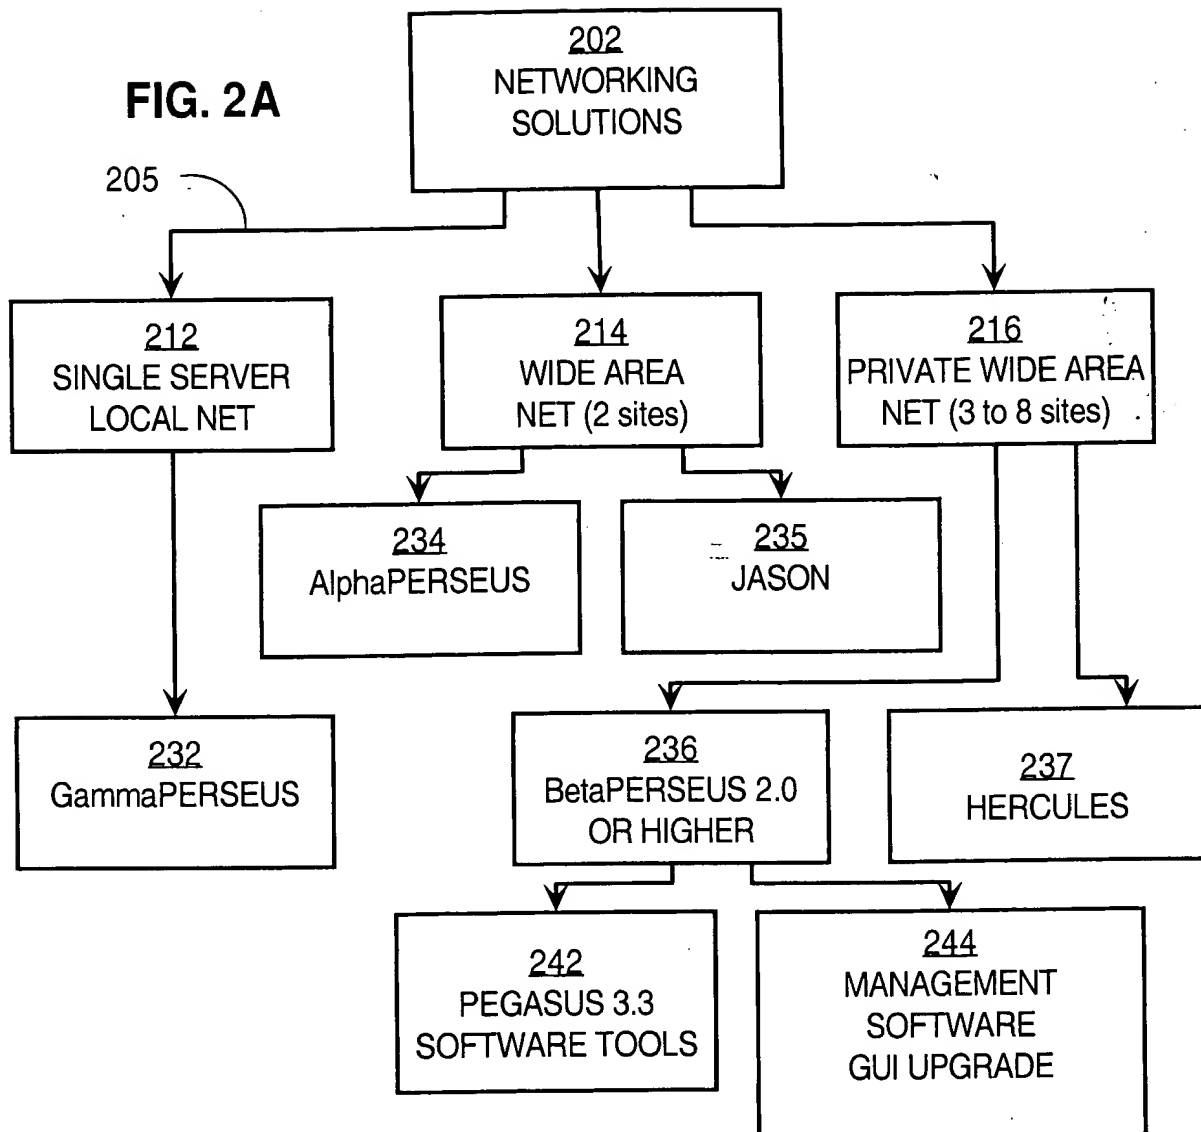 202
NETWORKING
SOLUTIONS
FIG. 2A
205
212
SINGLE SERVER
LOCAL NET
214
WIDE AREA
NET (2 sites)
216
PRIVATE WIDE AREA
NET (3 to 8 sites)
234
AlphaPERSEUS
235
JASON
232
GammaPERSEUS
236
BetaPERSEUS 2.0
OR HIGHER
237
HERCULES
242
PEGASUS 3.3
SOFTWARE TOOLS
244
MANAGEMENT
SOFTWARE
GUI UPGRADE